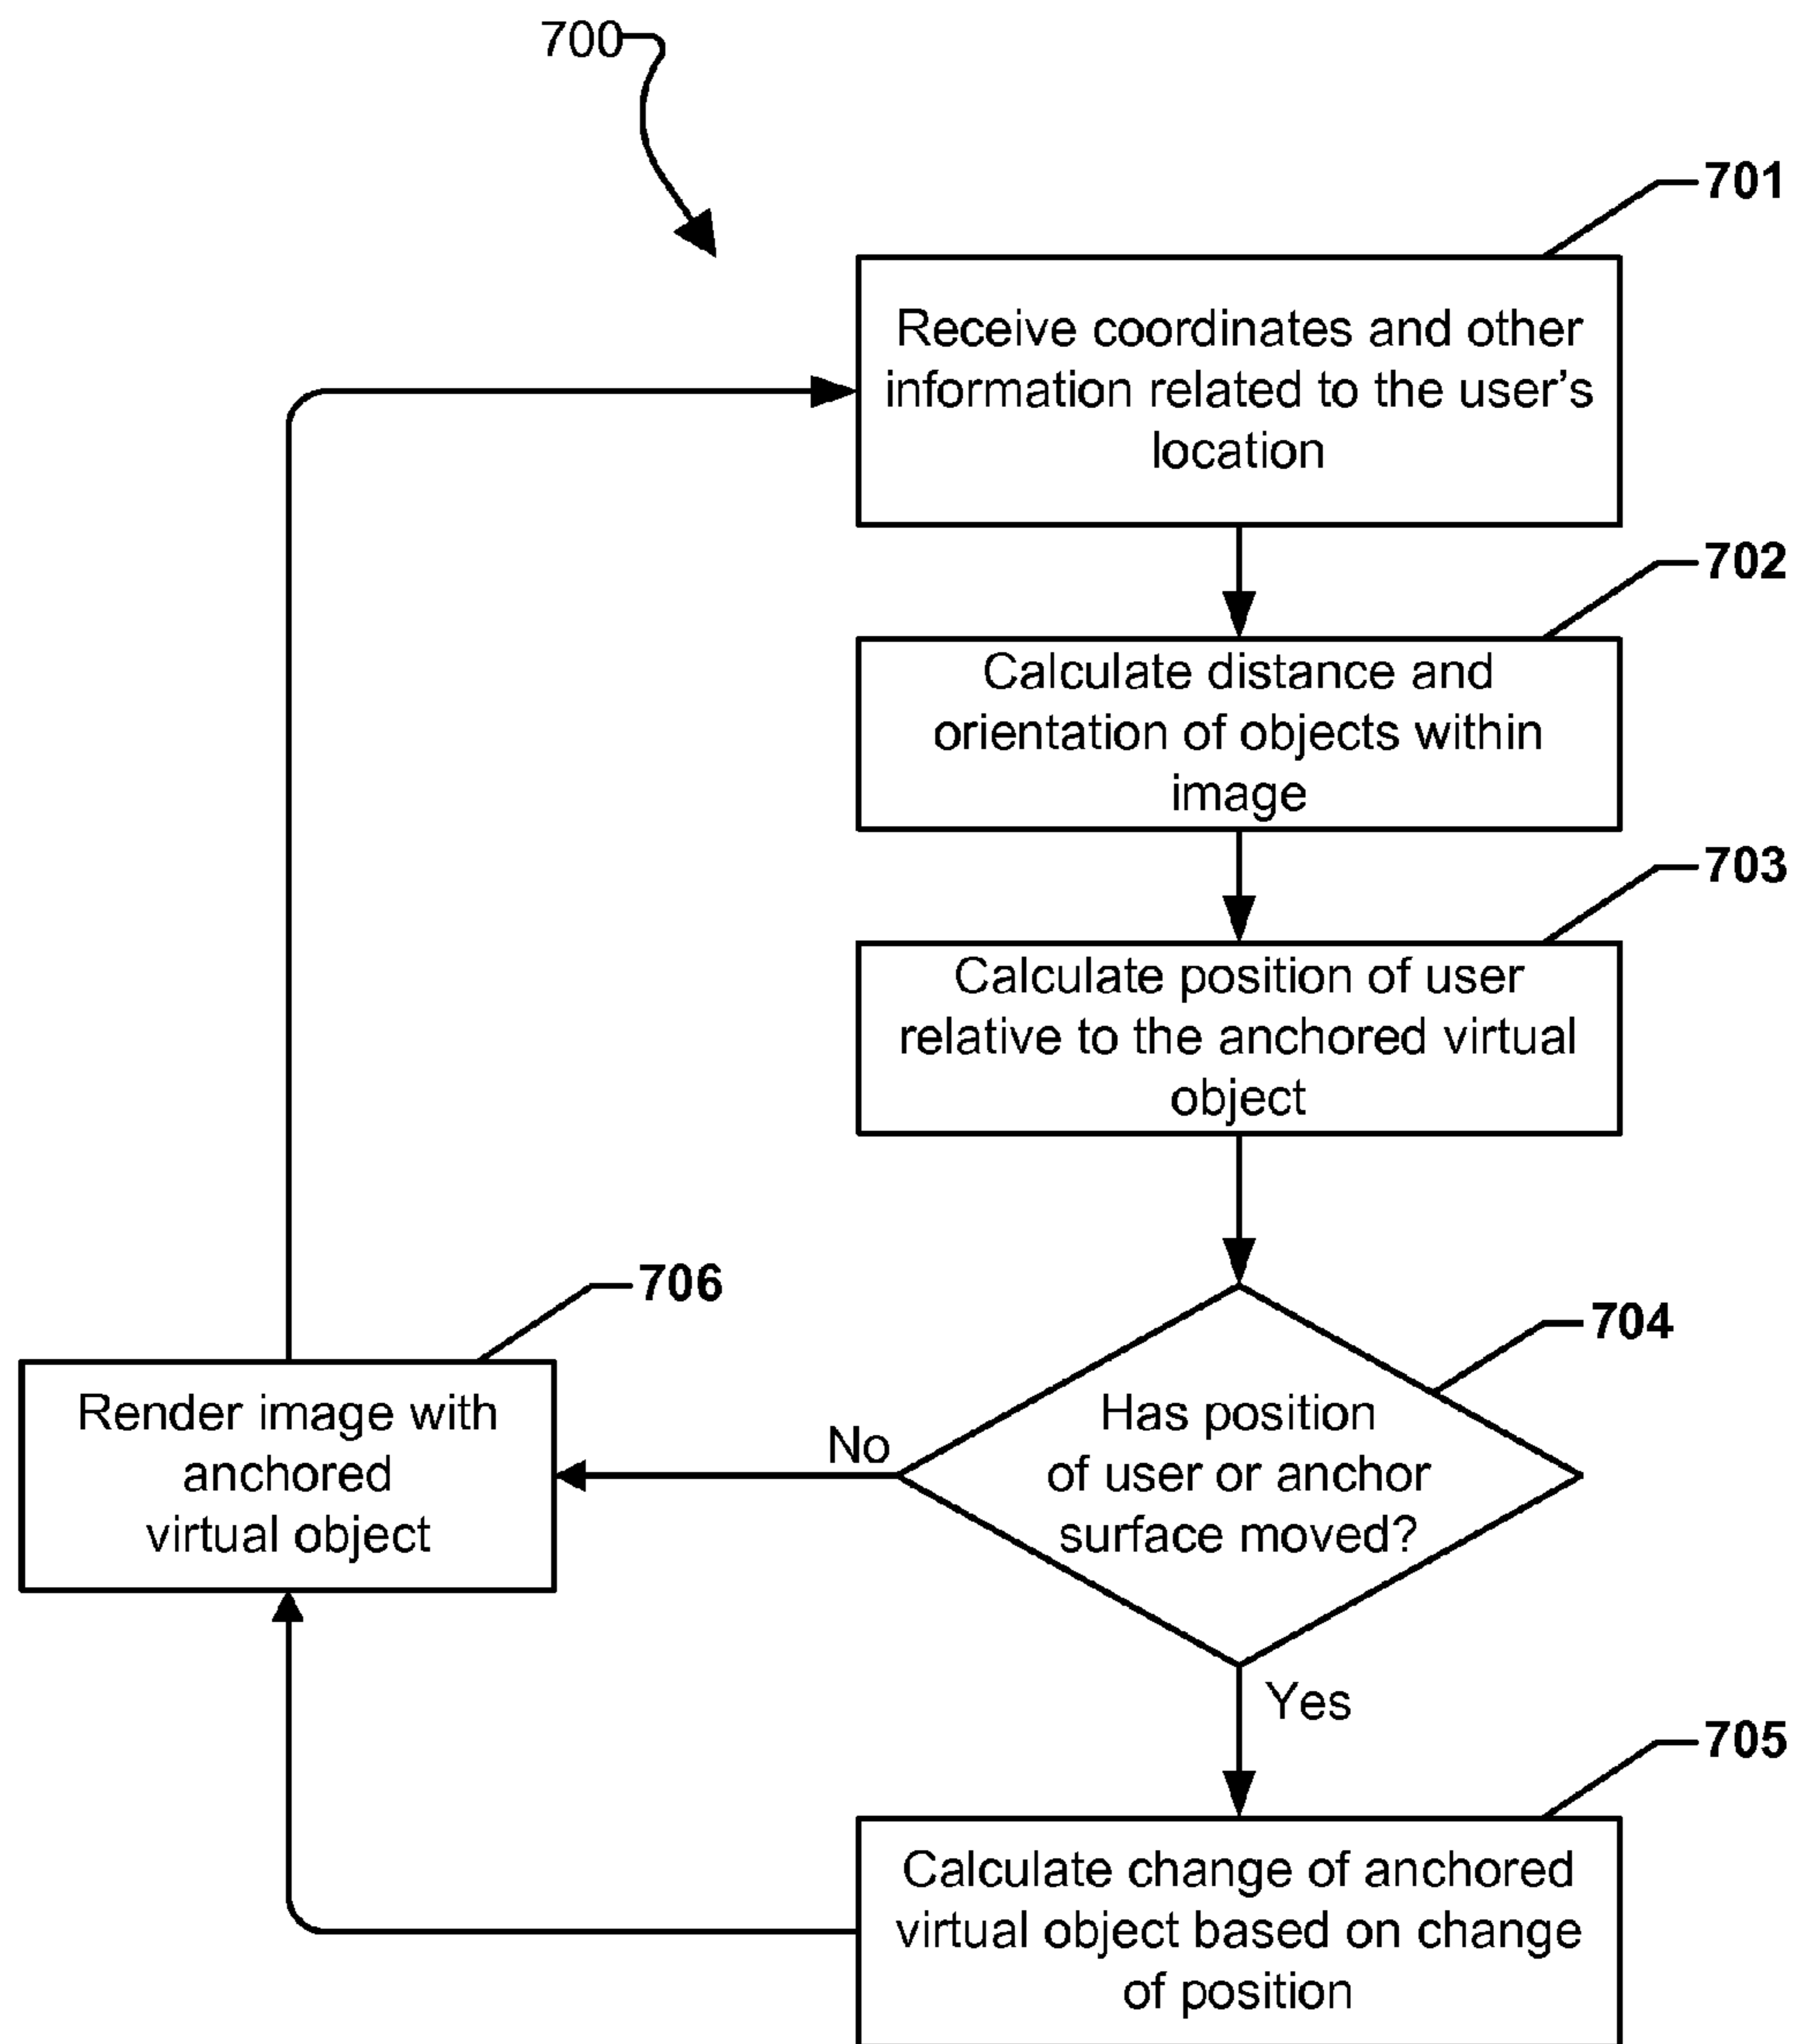 700
701
Receive coordinates and other
information related to the user's
location
702
Calculate distance and
orientation of objects within
image
703
Calculate position of user
relative to the anchored virtual
object
704
Has position
of user or anchor
surface moved?
No
Yes
706
Render image with
anchored
virtual object
705
Calculate change of anchored
virtual object based on change
of position